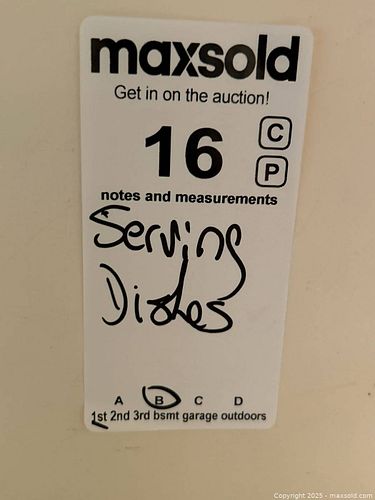 maxsold
Get in on the auction!
16
C
P
notes and measurements
Serving
Dishes
A B C D
1st 2nd 3rd bsmt garage outdoors
Copyright 2025 - maxsold.com